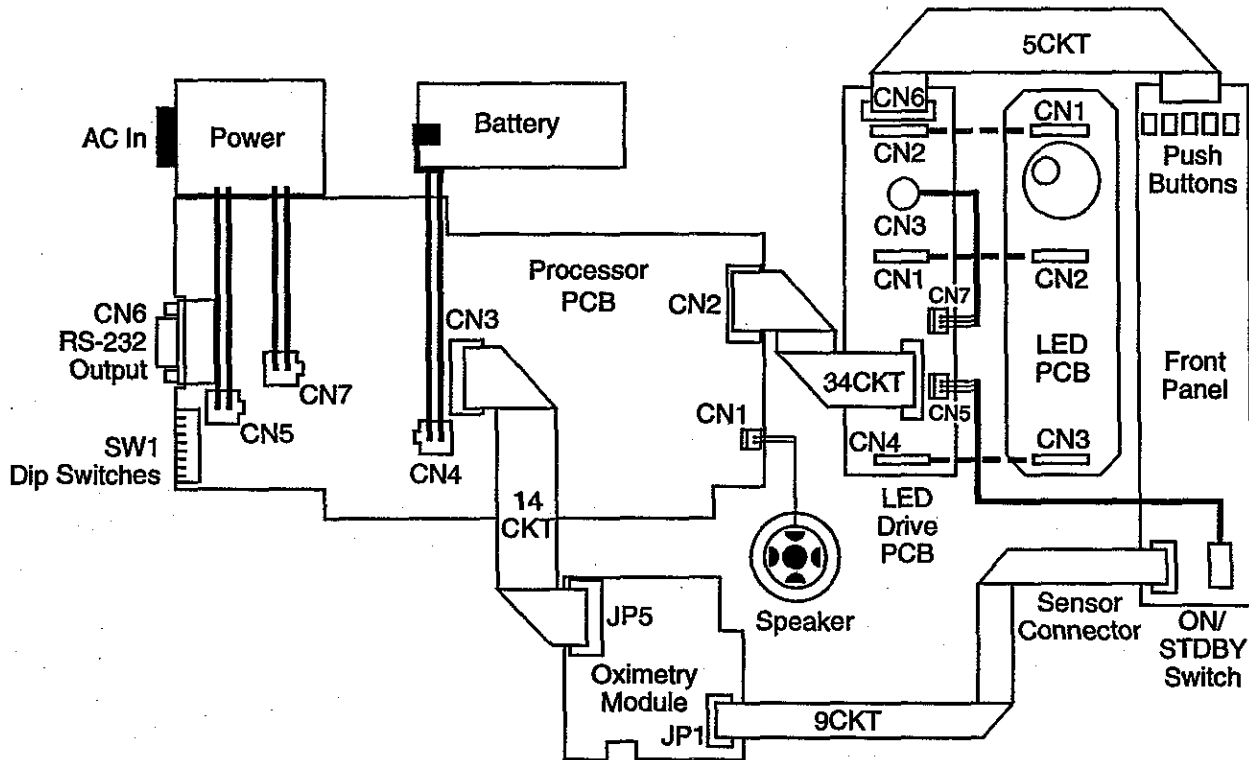 5CKT
AC In
Power
Battery
CN6
CN2
CN3
CN1
CN7
CN5
CN4
LED
Drive
PCB
CN1
CN2
LED
PCB
CN3
Push
Buttons
Front
Panel
Processor
PCB
CN2
34CKT
CN6
RS-232
Output
CN7
CN5
SW1
Dip Switches
CN3
CN4
CN1
14
CKT
Speaker
JP5
Oximetry
Module
JP1
9CKT
Sensor
Connector
ON/
STDBY
Switch